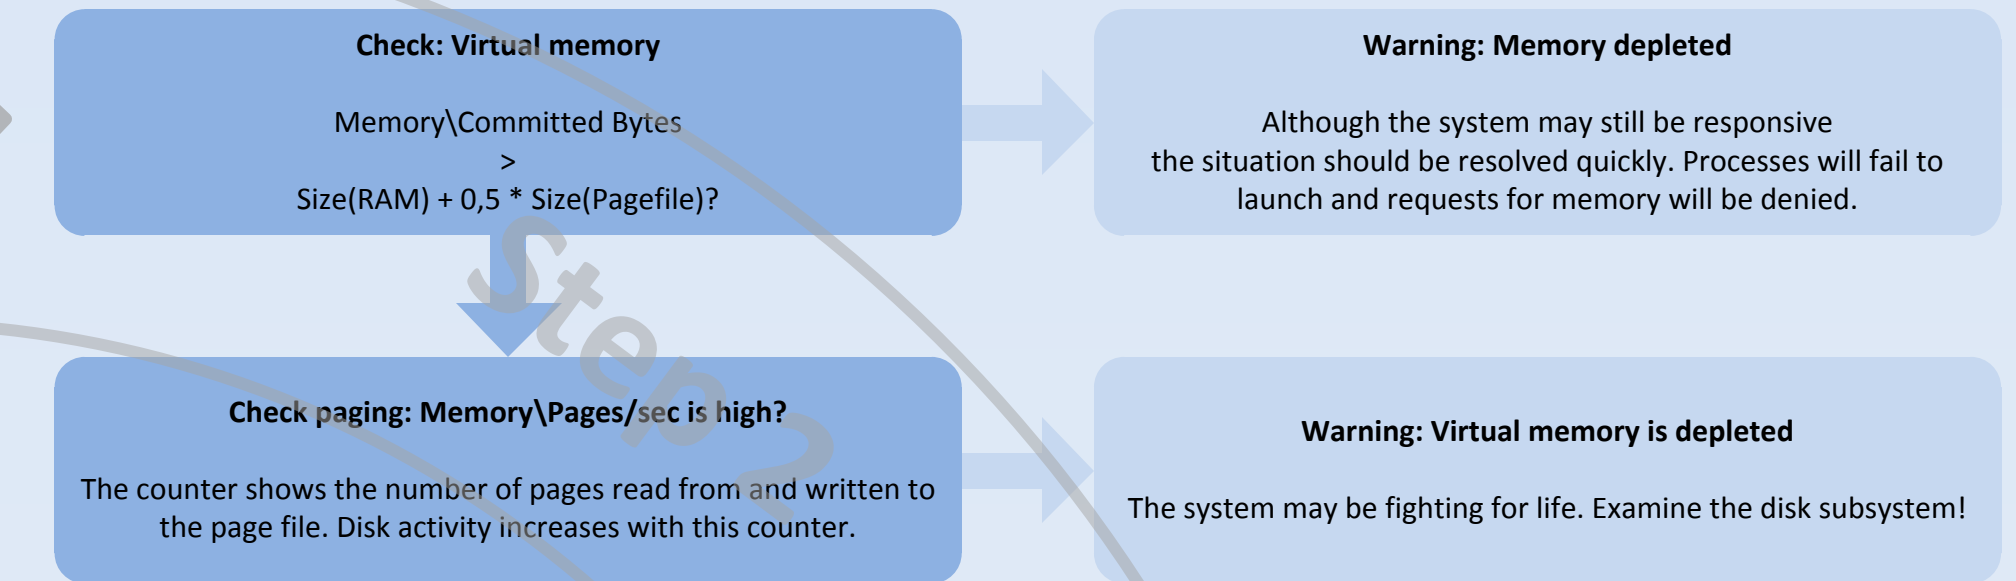 Check: Virtual memory
Memory\Committed Bytes
>
Size(RAM) + 0,5 * Size(Pagefile)?
Warning: Memory depleted
Although the system may still be responsive
the situation should be resolved quickly. Processes will fail to
launch and requests for memory will be denied.
Step 2
Check paging: Memory\Pages/sec is high?
The counter shows the number of pages read from and written to
the page file. Disk activity increases with this counter.
Warning: Virtual memory is depleted
The system may be fighting for life. Examine the disk subsystem!